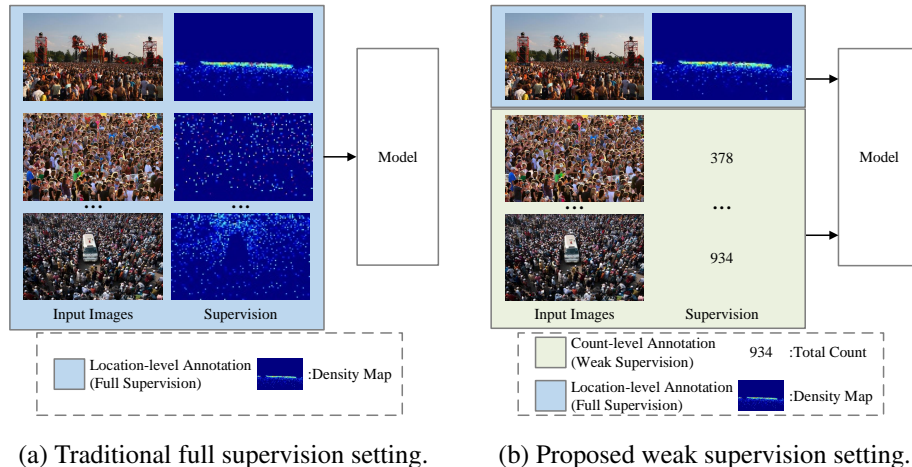 ...
...
Input Images
Supervision
Model
Location-level Annotation
(Full Supervision)
:Density Map
(a) Traditional full supervision setting.
378
...
...
934
Input Images
Supervision
Model
Count-level Annotation
(Weak Supervision)
934
:Total Count
Location-level Annotation
(Full Supervision)
:Density Map
(b) Proposed weak supervision setting.